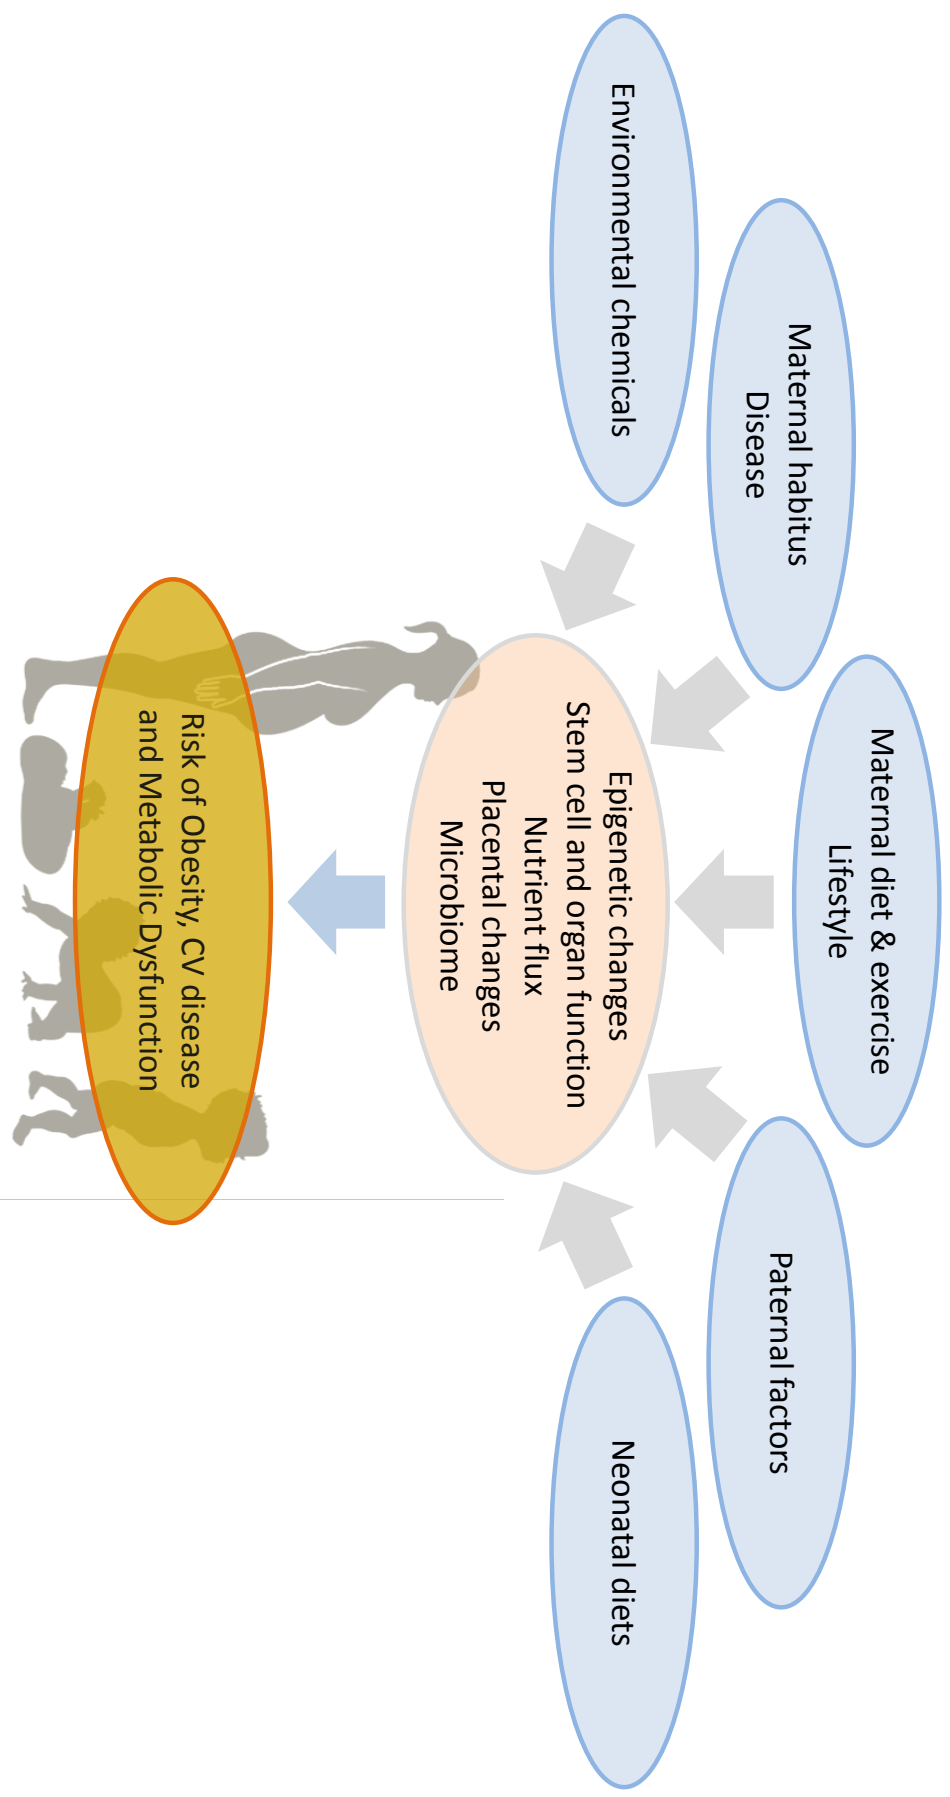 Environmental chemicals
Maternal habitus
Disease
Maternal diet & exercise
Lifestyle
Paternal factors
Neonatal diets
Epigenetic changes
Stem cell and organ function
Nutrient flux
Placental changes
Microbiome
Risk of Obesity, CV disease
and Metabolic Dysfunction